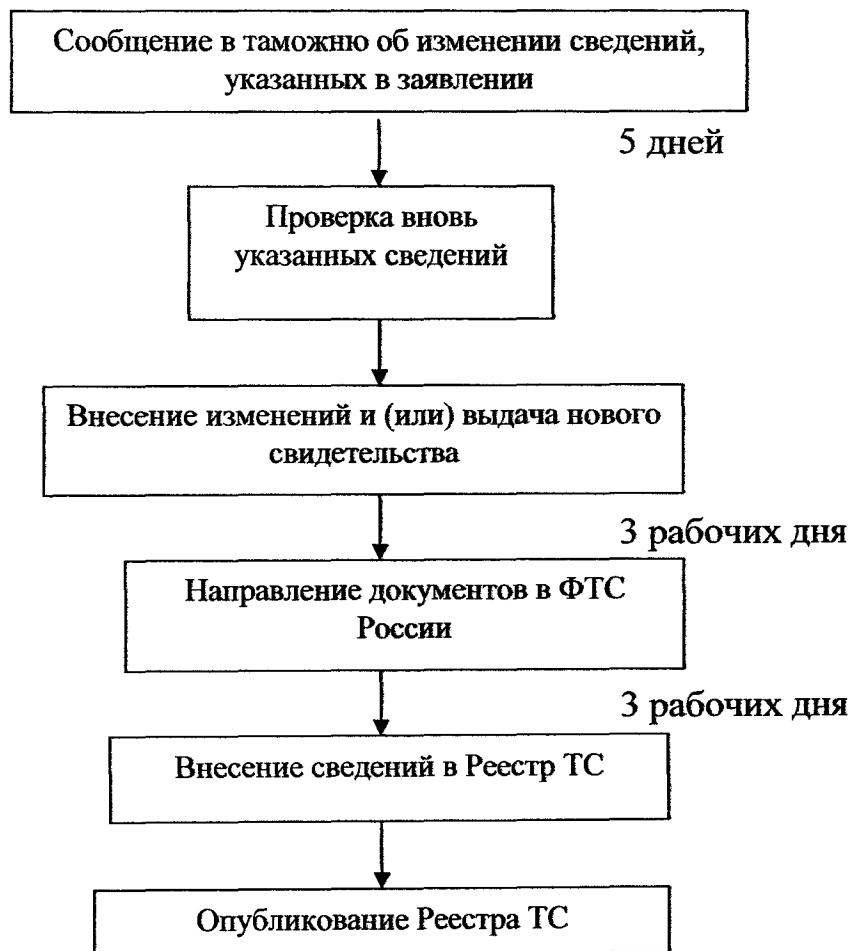 Сообщение в таможню об изменении сведений,
указанных в заявлении
5 дней
Проверка вновь
указанных сведений
Внесение изменений и (или) выдача нового
свидетельства
3 рабочих дня
Направление документов в ФТС
России
3 рабочих дня
Внесение сведений в Реестр ТС
Опубликование Реестра ТС